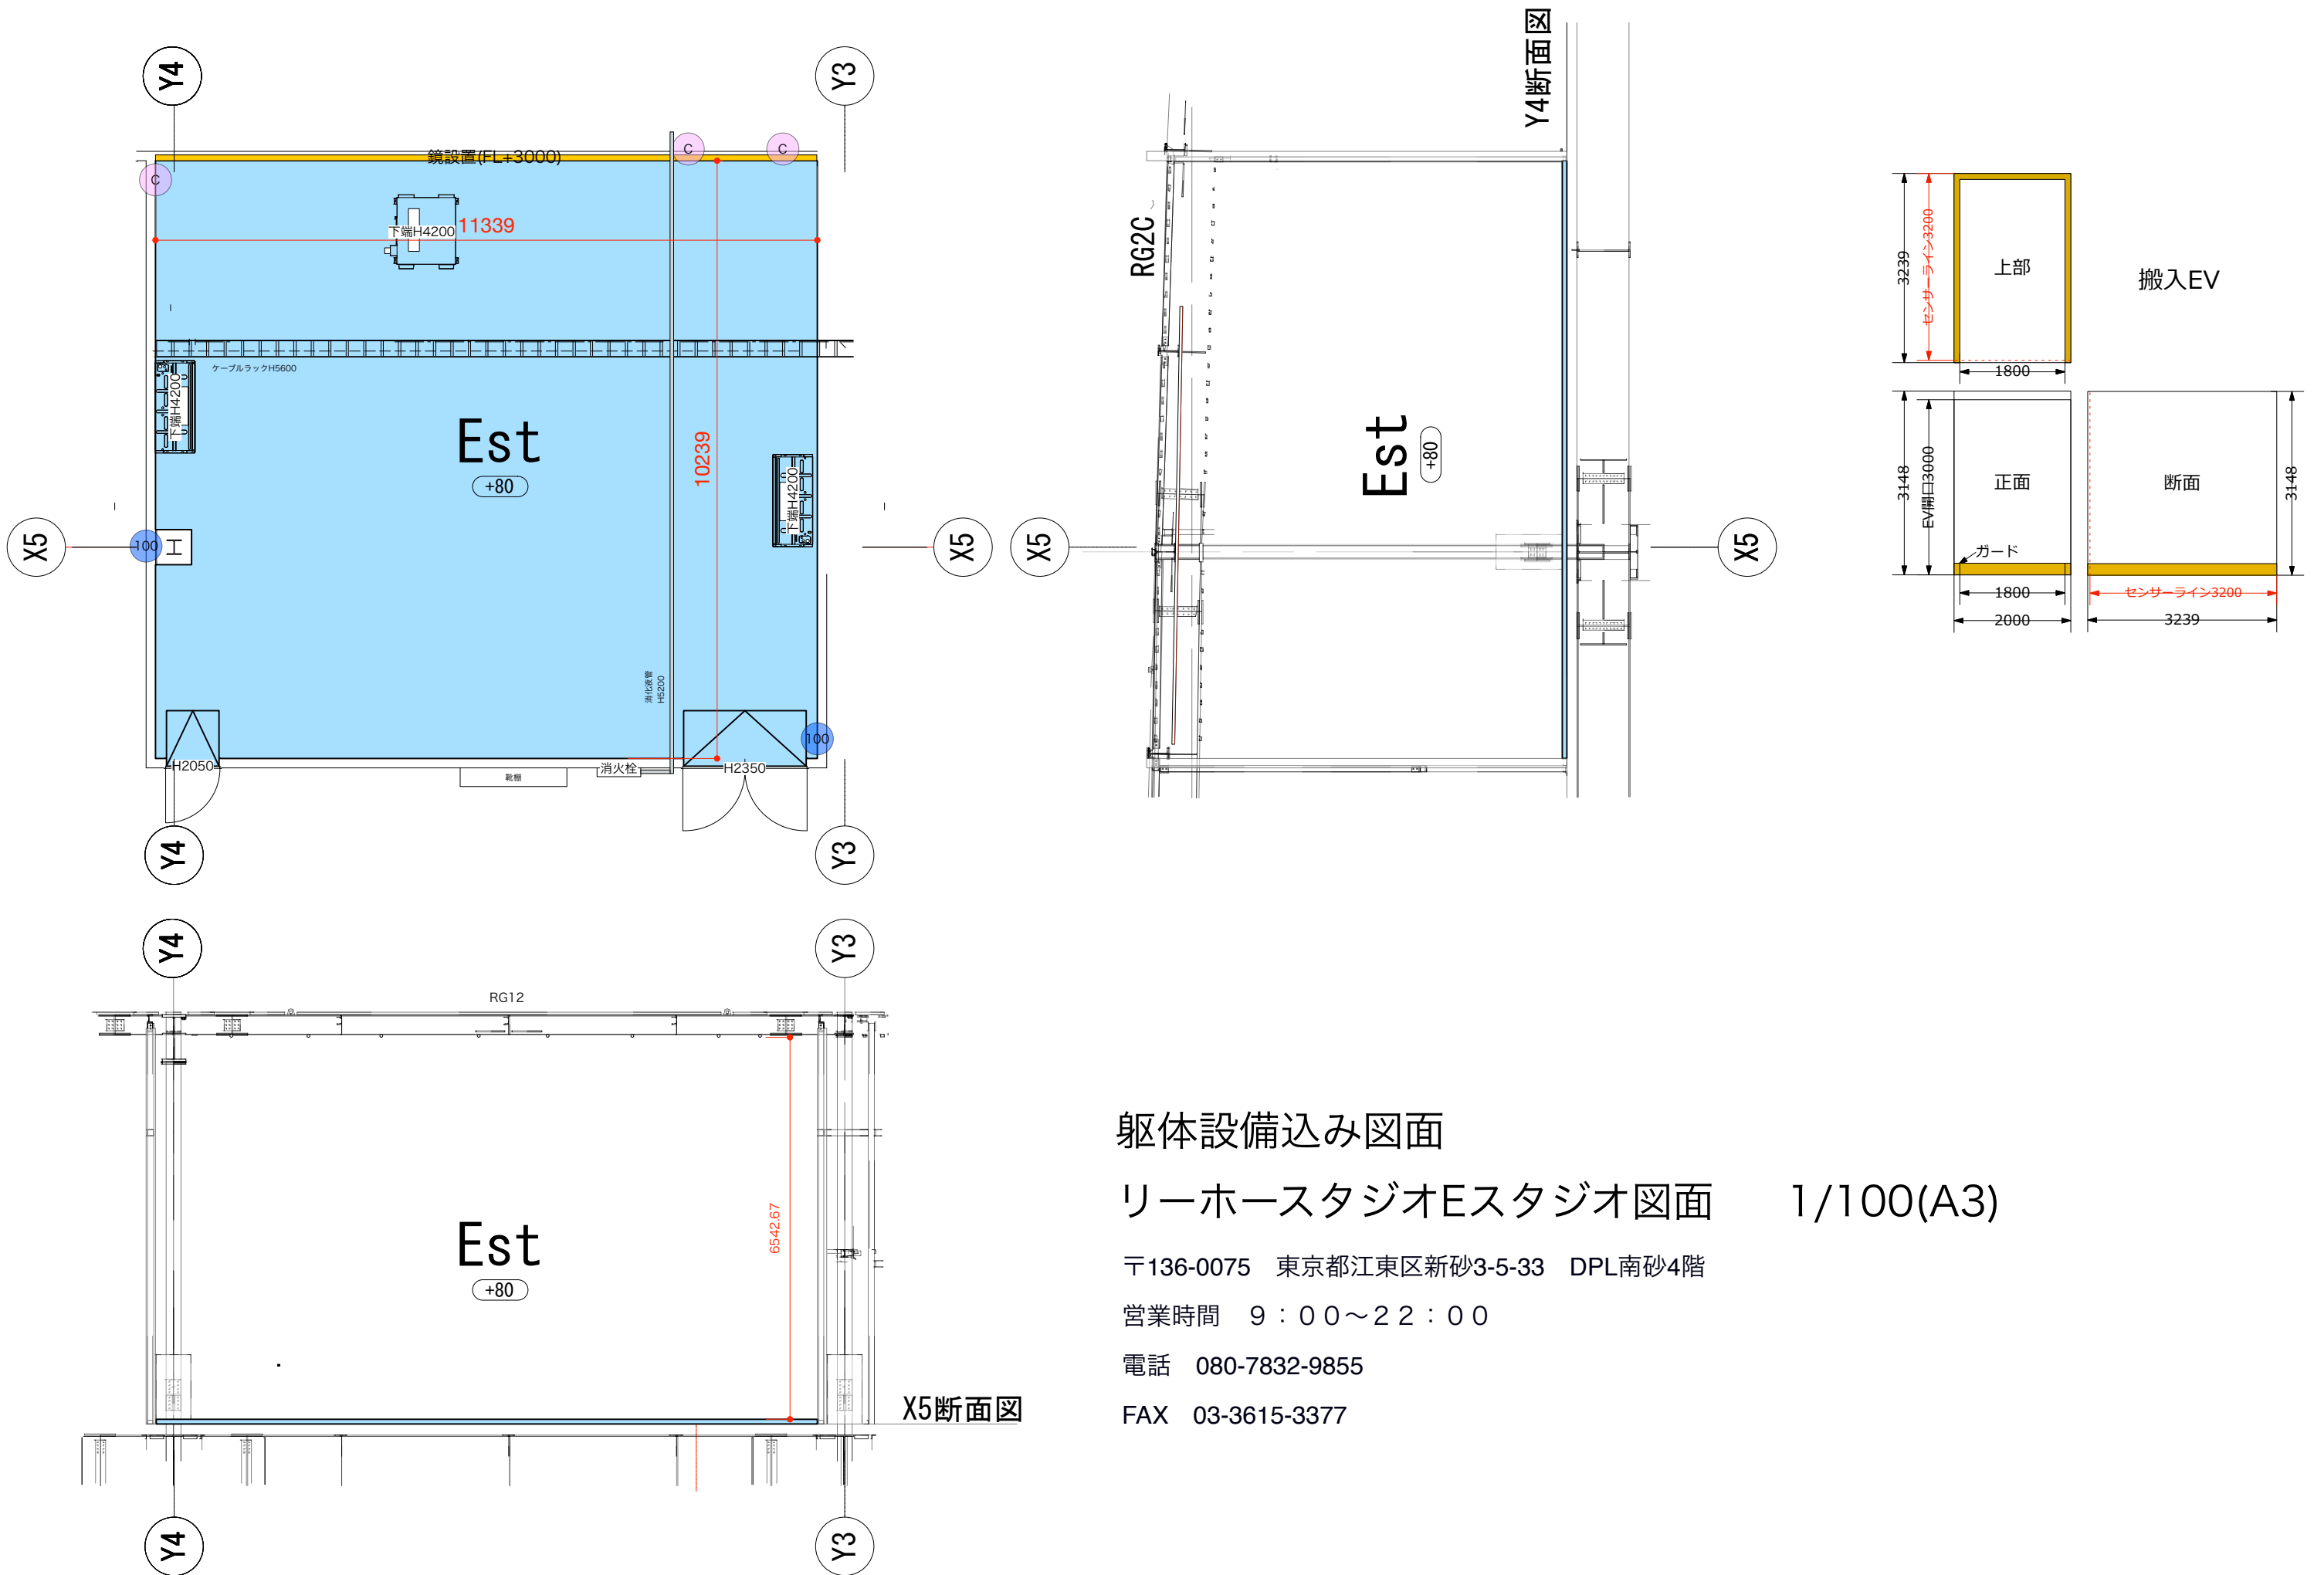 Y4
Y3
鏡設置(FL+3000)
C
C
C
下端H4200
11339
ケーブルラックH5600
下端H4200
Est
+80
10239
下端H4200
X5
100
H
X5
消化液管
H5200
100
H2050
靴棚
消火栓
H2350
Y4
Y3
Y4断面図
RG2C
Est
+80
X5
X5
3239
センサーライン3200
上部
1800
搬入EV
3148
EV開口3000
正面
ガード
1800
2000
断面
3148
センサーライン3200
3239
Y4
Y3
RG12
6542.67
Est
+80
X5断面図
Y4
Y3
躯体設備込み図面
リーホースタジオEスタジオ図面 1/100(A3)
〒136-0075 東京都江東区新砂3-5-33 DPL南砂4階
営業時間 9：00～22：00
電話 080-7832-9855
FAX 03-3615-3377